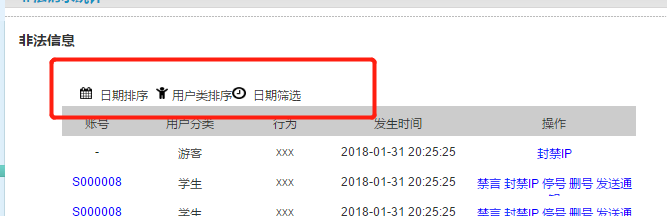 非法信息
日期排序 用户类排序 日期筛选
账号 用户分类 行为 发生时间 操作
- 游客 xxx 2018-01-31 20:25:25 封禁IP
S000008 学生 xxx 2018-01-31 20:25:25 禁言 封禁IP 停号 删号 发送通
S000008 学生 xxx 2018-01-31 20:25:25 禁言 封禁IP 停号 删号 发送通